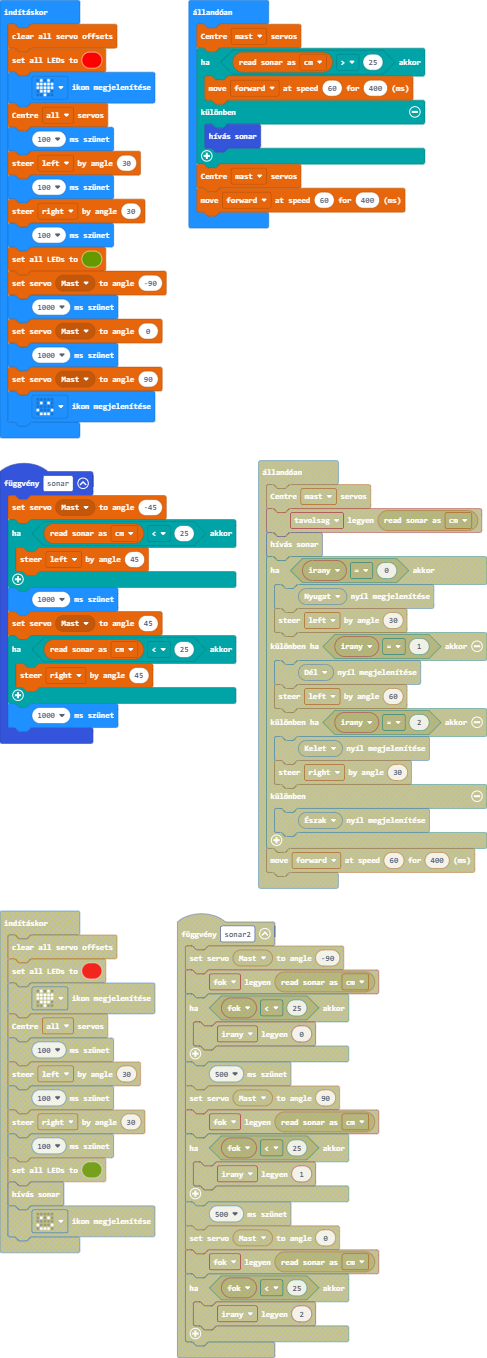 indításkor
clear all servo offsets
set all LEDs to
ikon megjelenítése
Centre all servos
100 ms szünet
steer left by angle 30
100 ms szünet
steer right by angle 30
100 ms szünet
set all LEDs to
set servo Mast to angle -90
1000 ms szünet
set servo Mast to angle 0
1000 ms szünet
set servo Mast to angle 90
ikon megjelenítése
állandóan
Centre mast servos
ha read sonar as cm > 25 akkor
move forward at speed 60 for 400 (ms)
különben
hívás sonar
Centre mast servos
move forward at speed 60 for 400 (ms)
függvény sonar
set servo Mast to angle -45
ha read sonar as cm < 25 akkor
steer left by angle 45
1000 ms szünet
set servo Mast to angle 45
ha read sonar as cm < 25 akkor
steer right by angle 45
1000 ms szünet
állandóan
Centre mast servos
tavolsag legyen read sonar as cm
hívás sonar
ha irany = 0 akkor
Nyugat nyíl megjelenítése
steer left by angle 30
különben ha irany = 1 akkor
Dél nyíl megjelenítése
steer left by angle 60
különben ha irany = 2 akkor
Kelet nyíl megjelenítése
steer right by angle 30
különben
Észak nyíl megjelenítése
move forward at speed 60 for 400 (ms)
indításkor
clear all servo offsets
set all LEDs to
ikon megjelenítése
Centre all servos
100 ms szünet
steer left by angle 30
100 ms szünet
steer right by angle 30
100 ms szünet
set all LEDs to
hívás sonar
ikon megjelenítése
függvény sonar2
set servo Mast to angle -90
fok legyen read sonar as cm
ha fok < 25 akkor
irany legyen 0
500 ms szünet
set servo Mast to angle 90
fok legyen read sonar as cm
ha fok < 25 akkor
irany legyen 1
500 ms szünet
set servo Mast to angle 0
fok legyen read sonar as cm
ha fok < 25 akkor
irany legyen 2